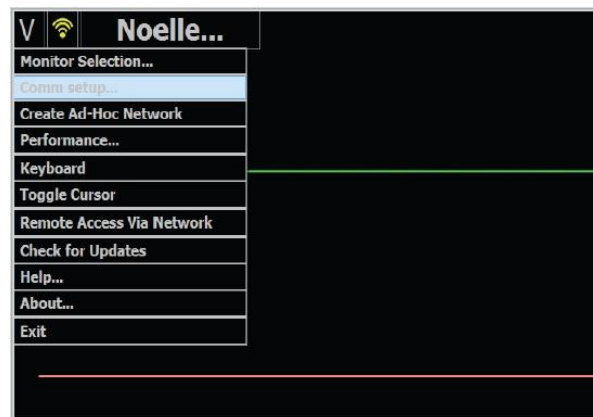 V Noelle...
Monitor Selection...
Comm setup...
Create Ad-Hoc Network
Performance...
Keyboard
Toggle Cursor
Remote Access Via Network
Check for Updates
Help...
About...
Exit